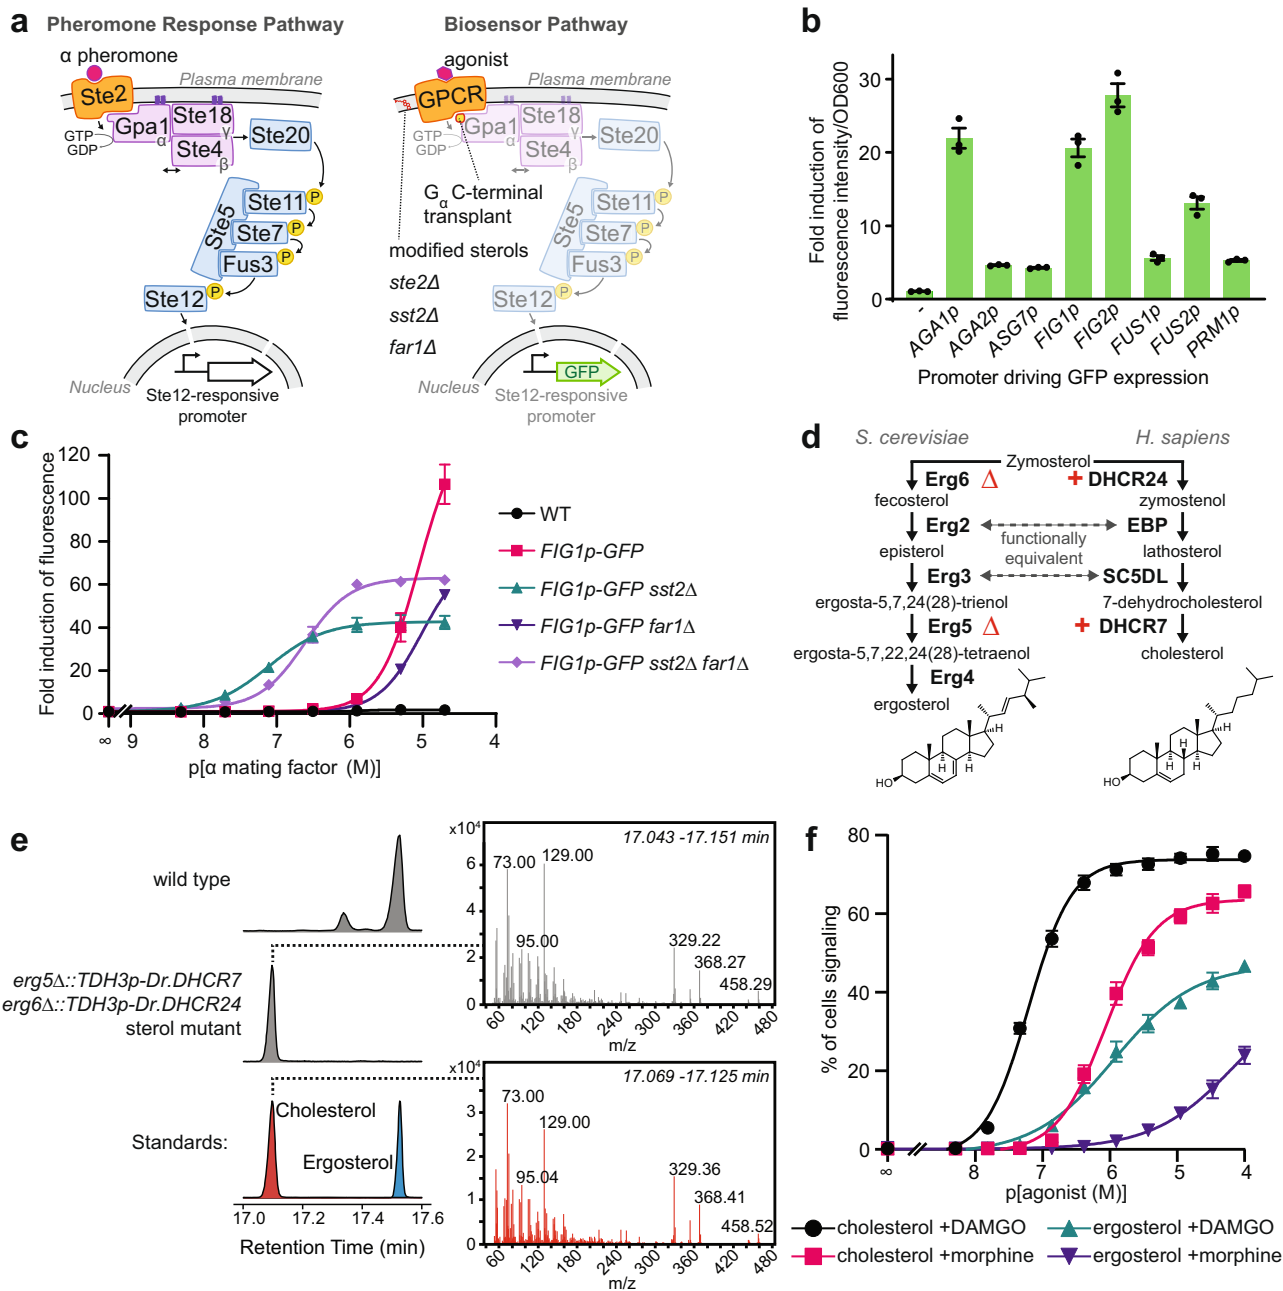 a
Pheromone Response Pathway
α pheromone
Plasma membrane
Ste2
Gpa1
α
Ste18
γ
Ste4
β
Ste20
GTP
GDP
Ste5
Ste11
P
Ste7
P
Fus3
P
Ste12
P
Nucleus
Ste12-responsive
promoter
Biosensor Pathway
agonist
Plasma membrane
GPCR
Gpa1
α
Ste18
γ
Ste4
β
Ste20
GTP
GDP
Gα C-terminal
transplant
modified sterols
ste2Δ
sst2Δ
far1Δ
Ste5
Ste11
P
Ste7
P
Fus3
P
Ste12
P
GFP
Nucleus
Ste12-responsive
promoter
b
Fold induction of
fluorescence intensity/OD600
30
20
10
0
-
AGA1p
AGA2p
ASG7p
FIG1p
FIG2p
FUS1p
FUS2p
PRM1p
Promoter driving GFP expression
c
Fold induction of fluorescence
120
100
80
60
40
20
0
∞ 9 8 7 6 5 4
p[α mating factor (M)]
WT
FIG1p-GFP
FIG1p-GFP sst2Δ
FIG1p-GFP far1Δ
FIG1p-GFP sst2Δ far1Δ
d
S. cerevisiae
H. sapiens
Zymosterol
Erg6 Δ
+ DHCR24
fecosterol
zymostenol
Erg2
EBP
functionally
equivalent
episterol
lathosterol
Erg3
SC5DL
ergosta-5,7,24(28)-trienol
7-dehydrocholesterol
Erg5 Δ
+ DHCR7
ergosta-5,7,22,24(28)-tetraenol
cholesterol
Erg4
ergosterol
HO
H
H
H
HO
H
H
H
H
e
wild type
erg5Δ::TDH3p-Dr.DHCR7
erg6Δ::TDH3p-Dr.DHCR24
sterol mutant
Standards:
Cholesterol
Ergosterol
17.0 17.2 17.4 17.6
Retention Time (min)
x10⁴
17.043 -17.151 min
6
4
2
0
73.00
129.00
95.00
329.22
368.27
458.29
60 120 180 240 300 360 420 480
m/z
x10⁴
17.069 -17.125 min
3
2
1
0
73.00
129.00
95.04
329.36
368.41
458.52
60 120 180 240 300 360 420 480
m/z
f
% of cells signaling
80
60
40
20
0
∞ 8 7 6 5 4
p[agonist (M)]
cholesterol +DAMGO
ergosterol +DAMGO
cholesterol +morphine
ergosterol +morphine